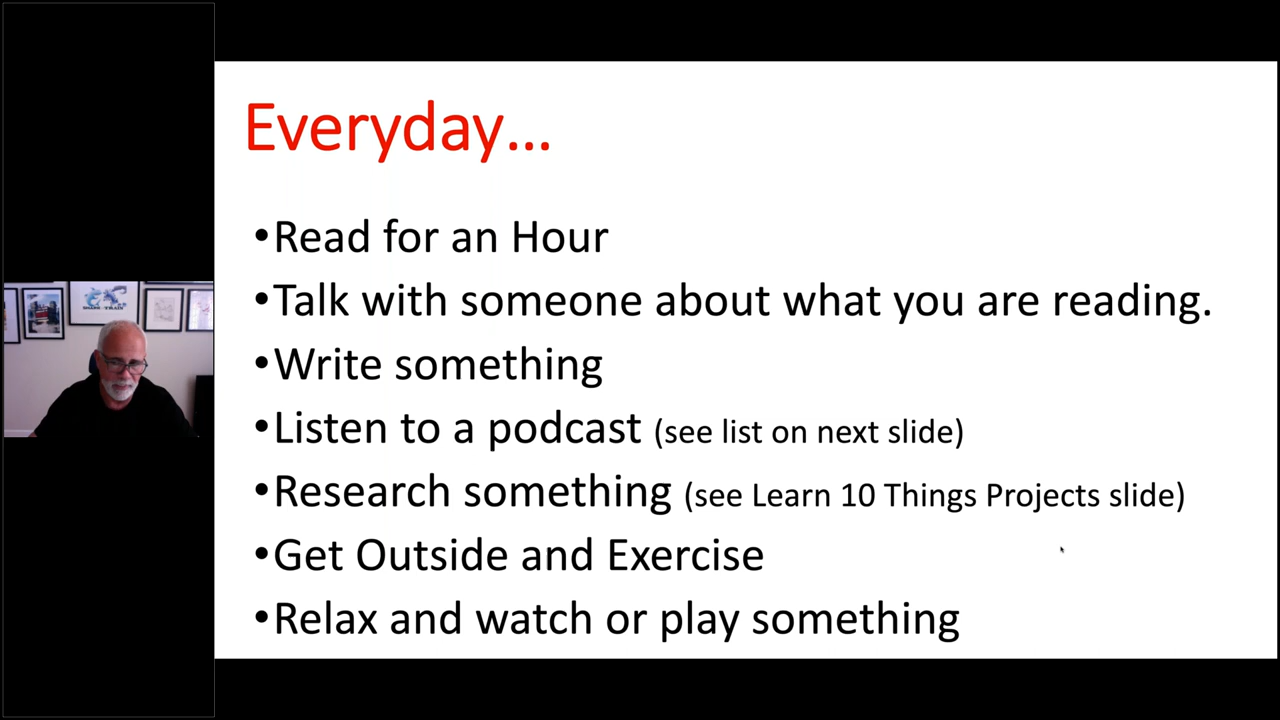 Everyday...
•Read for an Hour
•Talk with someone about what you are reading.
•Write something
•Listen to a podcast (see list on next slide)
•Research something (see Learn 10 Things Projects slide)
•Get Outside and Exercise
•Relax and watch or play something